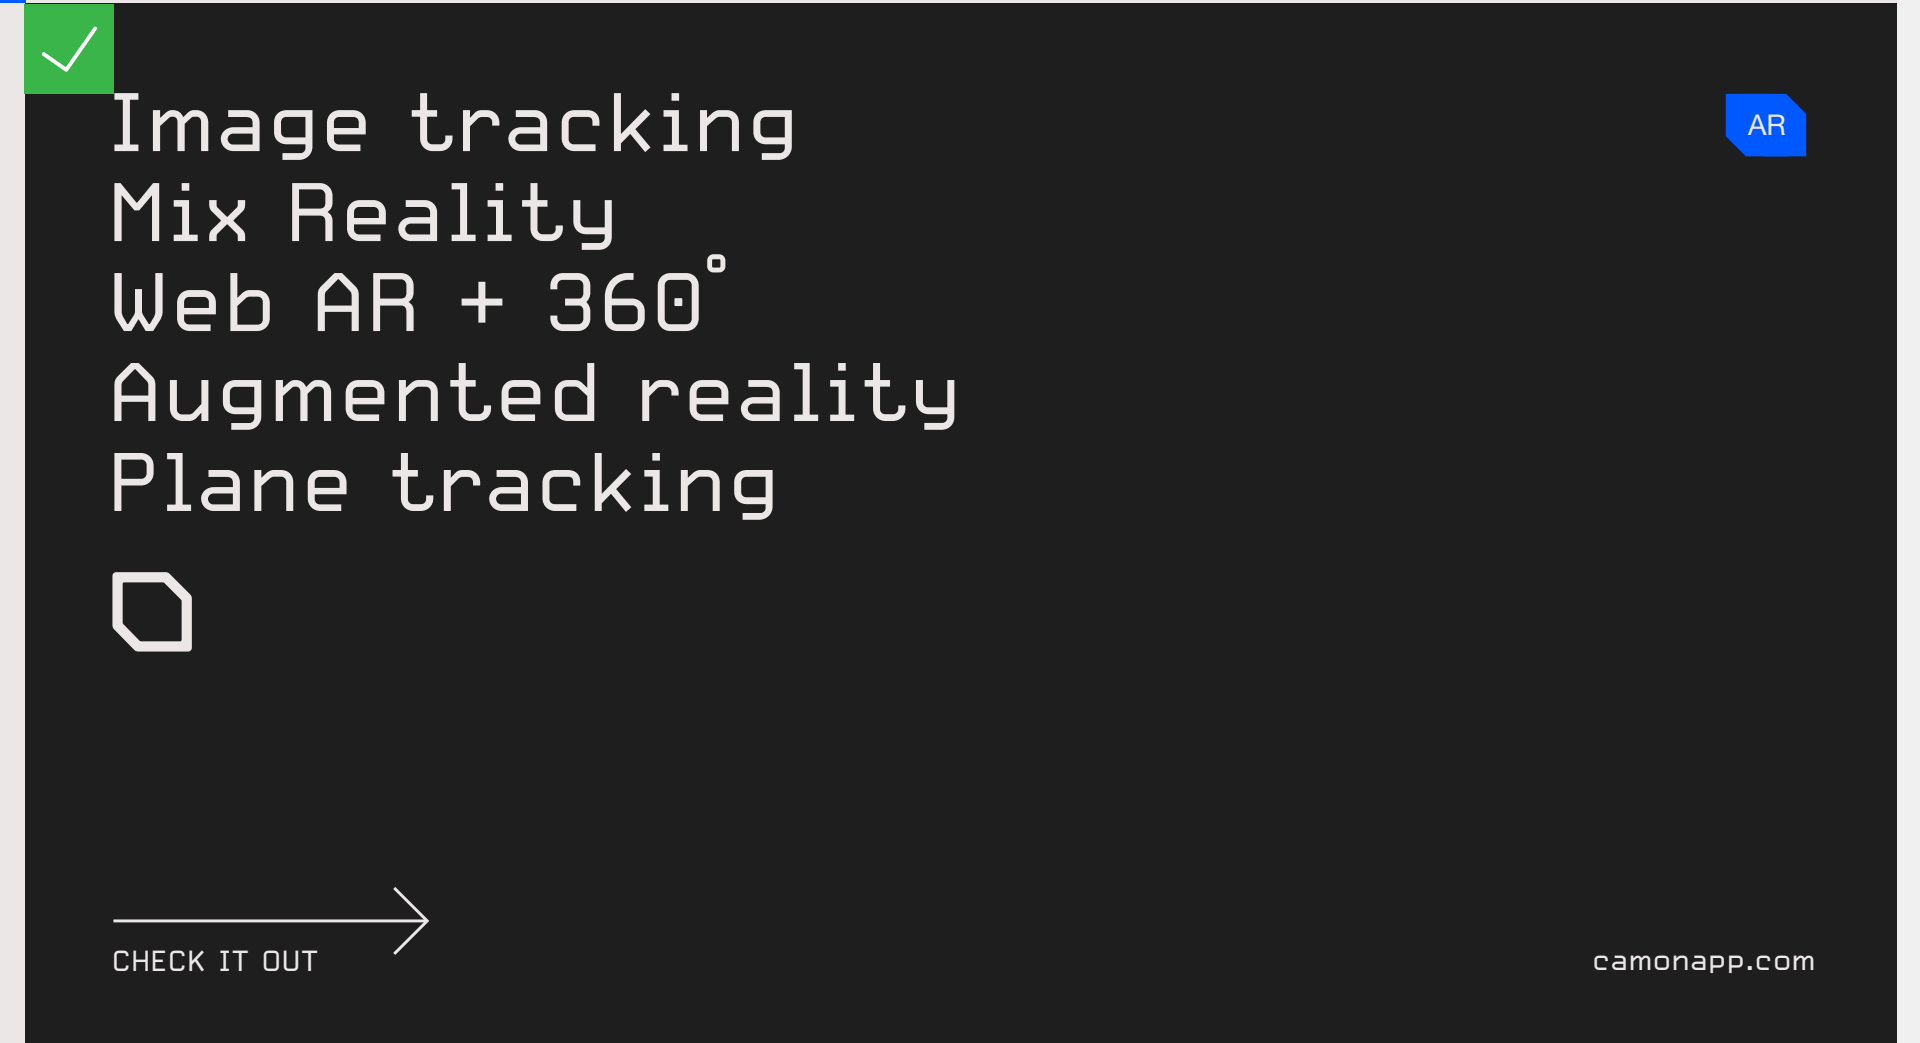 Image tracking
AR
Mix Reality
Web AR + 360°
Augmented reality
Plane tracking
CHECK IT OUT
camonapp.com